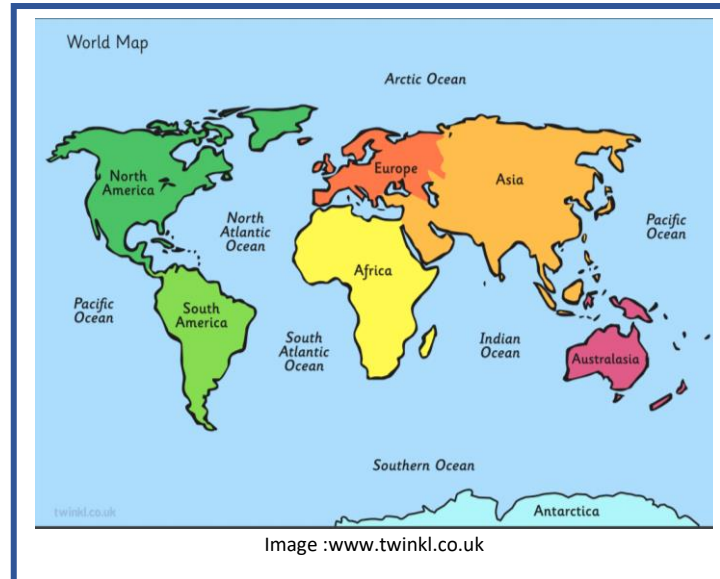 World Map
Arctic Ocean
North
America
Europe
Asia
North
Atlantic
Ocean
Pacific
Ocean
Africa
Pacific
Ocean
South
America
South
Atlantic
Ocean
Indian
Ocean
Australasia
Southern Ocean
twinkl.co.uk
Antarctica
Image :www.twinkl.co.uk